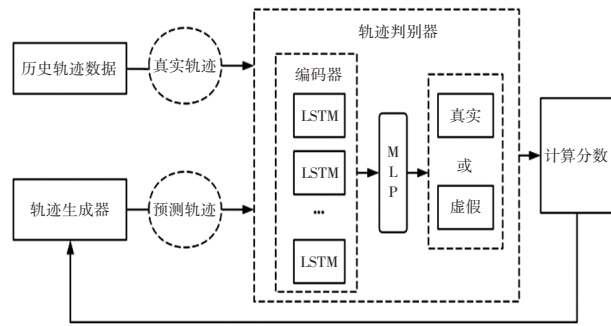 轨迹判别器
历史轨迹数据
真实轨迹
编码器
LSTM
LSTM
...
LSTM
MLP
真实
或
虚假
计算分数
轨迹生成器
预测轨迹